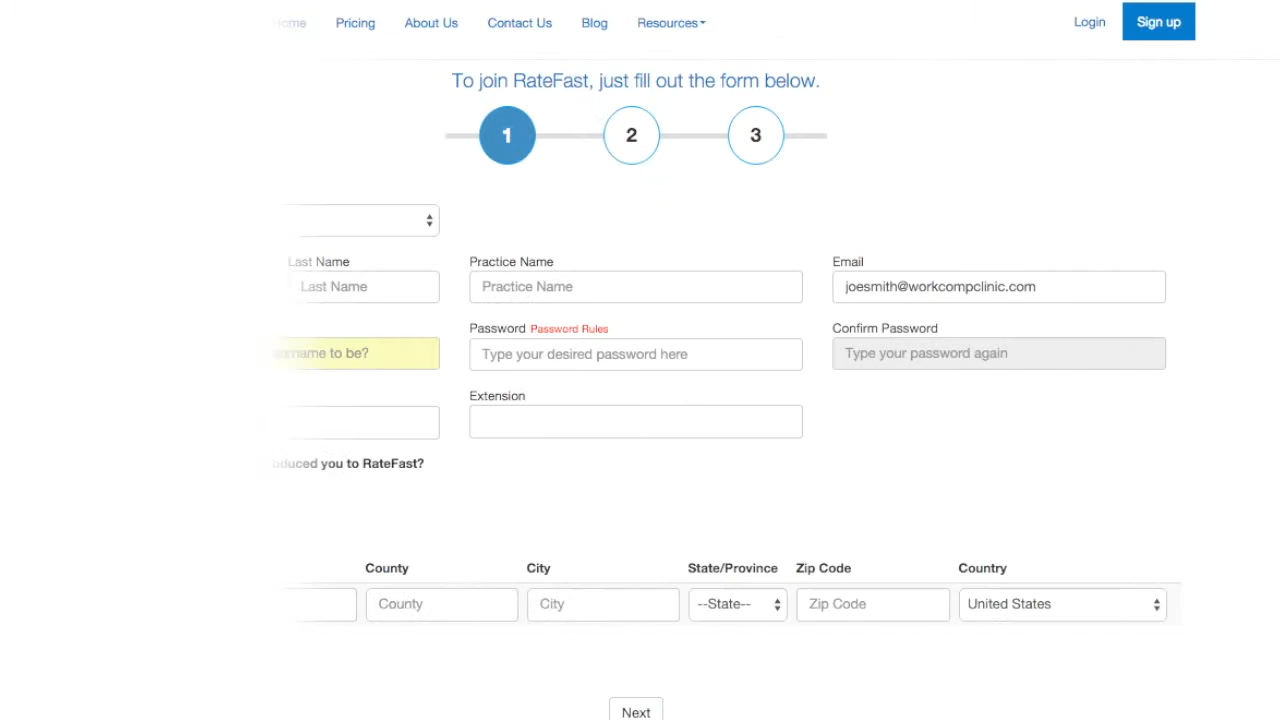 Home Pricing About Us Contact Us Blog Resources Login Sign up
To join RateFast, just fill out the form below.
1 2 3
Last Name Practice Name Email
Last Name Practice Name joesmith@workcompclinic.com
Password Password Rules Confirm Password
to be? Type your desired password here Type your password again
Extension
you to RateFast?
County City State/Province Zip Code Country
County City --State-- Zip Code United States
Next